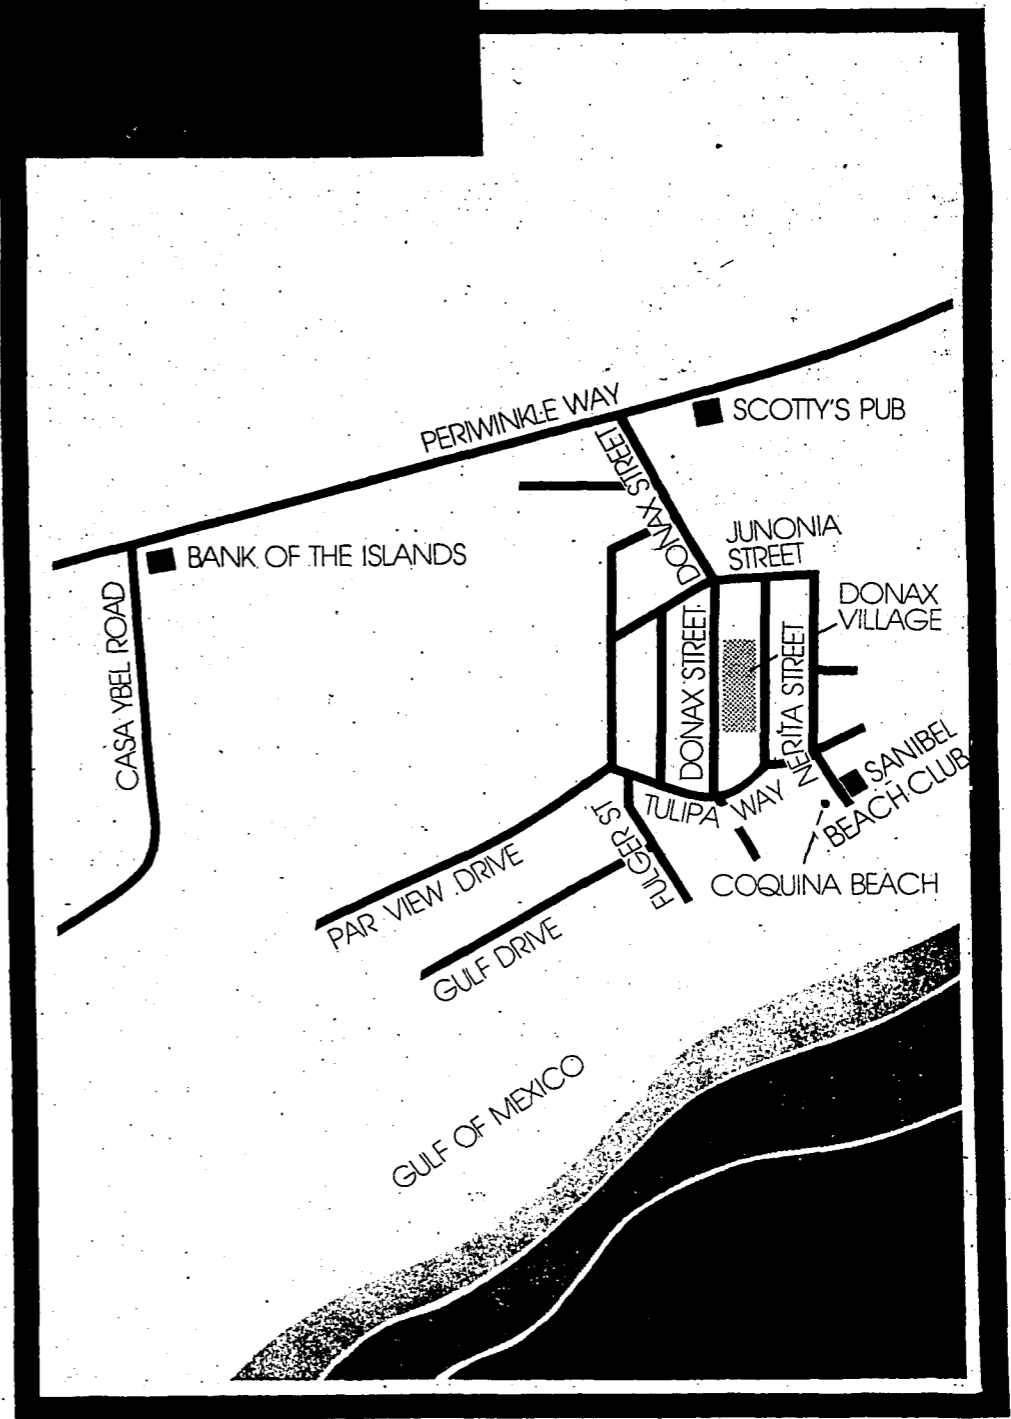 PERIWINKLE WAY
SCOTTY'S PUB
DONAX STREET
JUNONIA
STREET
BANK OF THE ISLANDS
CASA YBEL ROAD
DONAX
VILLAGE
DONAX STREET
NERITA STREET
SANIBEL
BEACH CLUB
TULIPA WAY
FULGER ST.
COQUINA BEACH
PAR VIEW DRIVE
GULF DRIVE
GULF OF MEXICO